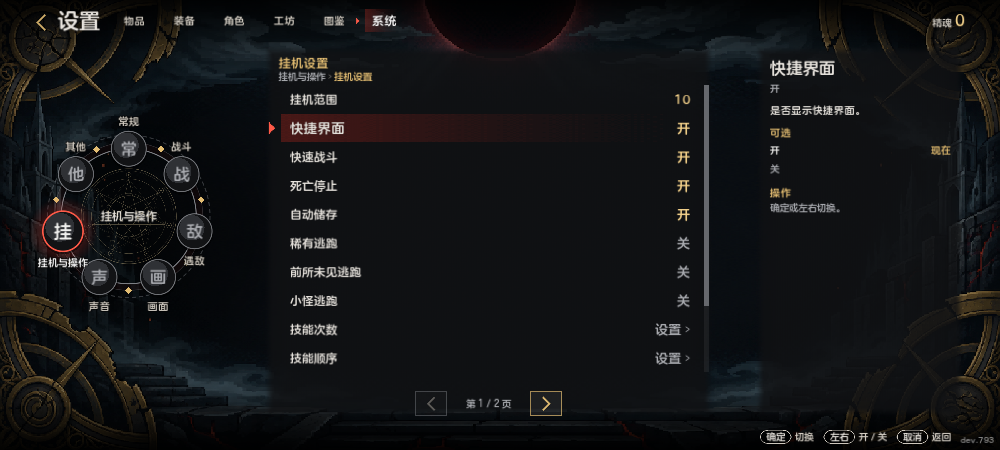 设置 物品 装备 角色 工坊 图鉴 系统 精魂 0
挂机设置
挂机与操作 › 挂机设置
挂机范围 10
快捷界面 开
快速战斗 开
死亡停止 开
自动储存 开
稀有逃跑 关
前所未见逃跑 关
小怪逃跑 关
技能次数 设置 >
技能顺序 设置 >
第 1 / 2 页
常规
常
其他
他
战斗
战
挂机与操作
挂
挂机与操作
敌
遇敌
声
声音
画
画面
快捷界面
开
是否显示快捷界面。
可选
开 现在
关
操作
确定或左右切换。
确定 切换 左右 开 / 关 取消 返回 dev.793